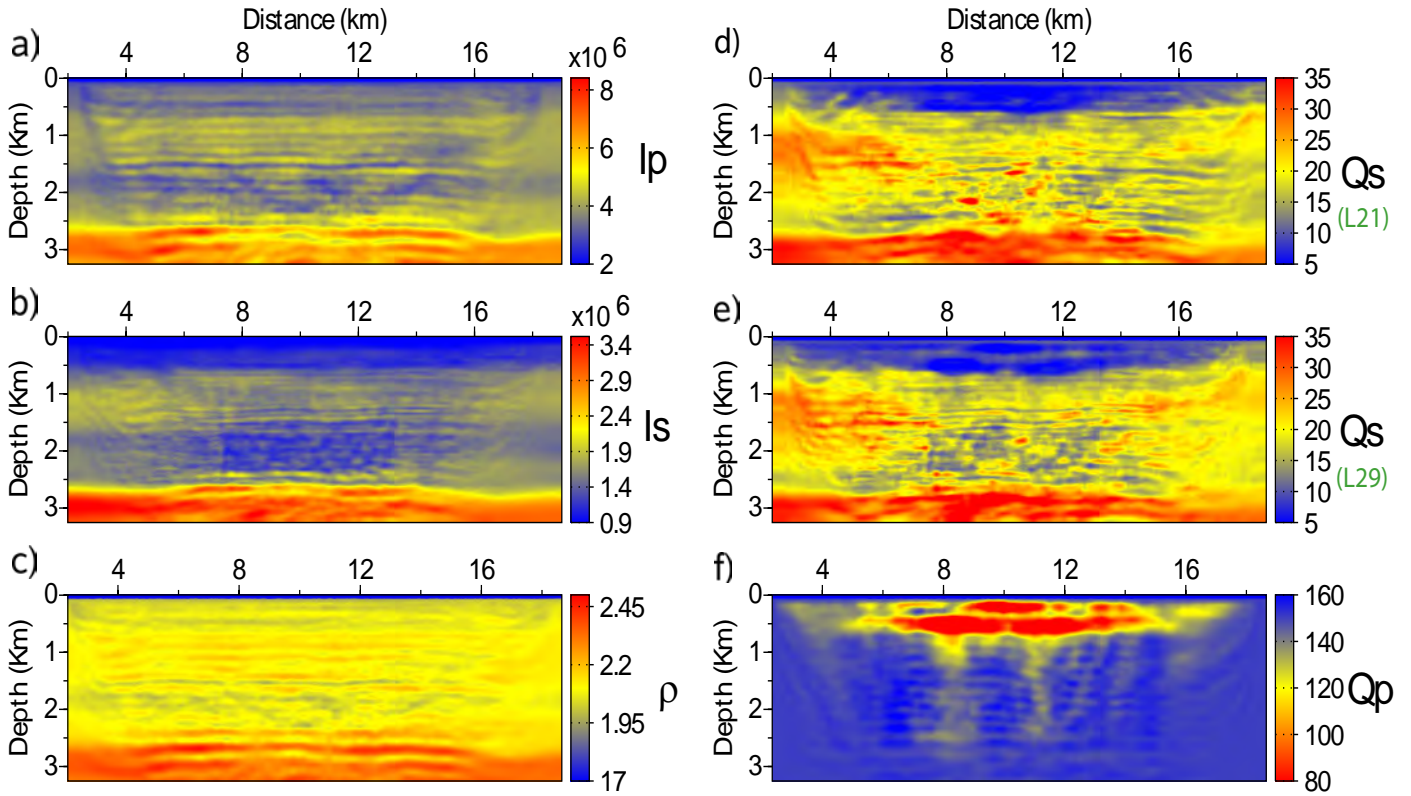 Distance (km)
a)
4 8 12 16
x10 6
0
1
2
3
Depth (Km)
8
6
4
2
Ip
Distance (km)
d)
4 8 12 16
0
1
2
3
Depth (Km)
35
30
25
20
15
10
5
Qs
(L21)
b)
4 8 12 16
x10 6
0
1
2
3
Depth (Km)
3.5
2.9
2.4
1.9
1.4
0.9
Is
e)
4 8 12 16
0
1
2
3
Depth (Km)
35
30
25
20
15
10
5
Qs
(L29)
c)
4 8 12 16
0
1
2
3
Depth (Km)
2.45
2.2
1.95
17
ρ
f)
4 8 12 16
0
1
2
3
Depth (Km)
160
140
120
100
80
Qp